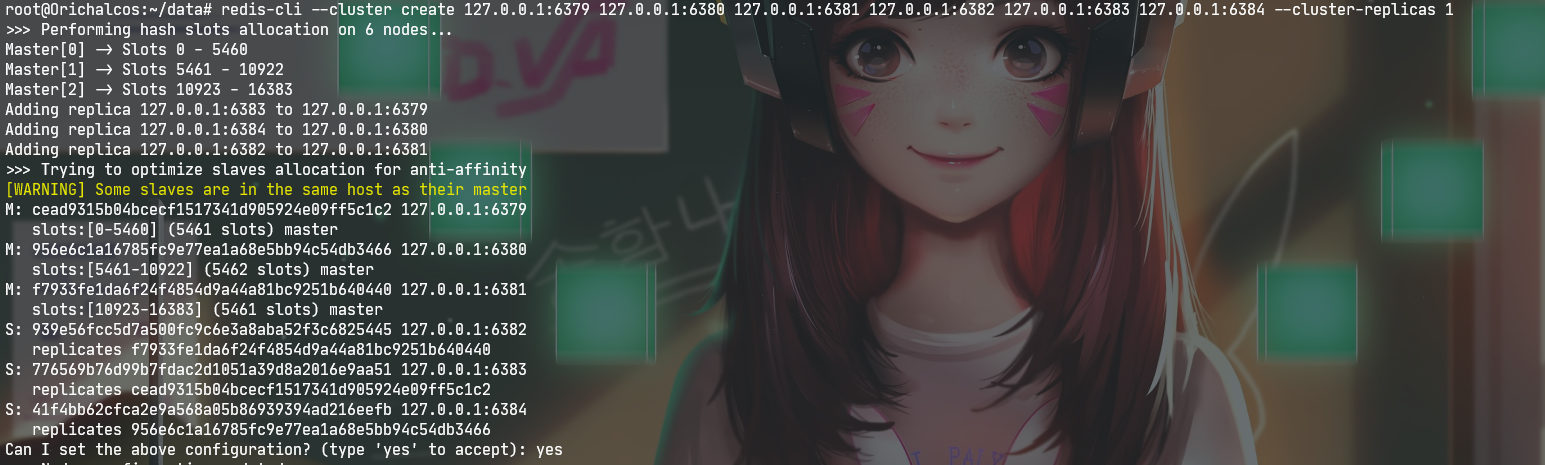 root@Orichalcos:~/data# redis-cli --cluster create 127.0.0.1:6379 127.0.0.1:6380 127.0.0.1:6381 127.0.0.1:6382 127.0.0.1:6383 127.0.0.1:6384 --cluster-replicas 1
>>> Performing hash slots allocation on 6 nodes...
Master[0] -> Slots 0 - 5460
Master[1] -> Slots 5461 - 10922
Master[2] -> Slots 10923 - 16383
Adding replica 127.0.0.1:6383 to 127.0.0.1:6379
Adding replica 127.0.0.1:6384 to 127.0.0.1:6380
Adding replica 127.0.0.1:6382 to 127.0.0.1:6381
>>> Trying to optimize slaves allocation for anti-affinity
[WARNING] Some slaves are in the same host as their master
M: cead9315b04bcecf1517341d905924e09ff5c1c2 127.0.0.1:6379
   slots:[0-5460] (5461 slots) master
M: 956e6c1a16785fc9e77ea1a68e5bb94c54db3466 127.0.0.1:6380
   slots:[5461-10922] (5462 slots) master
M: f7933fe1da6f24f4854d9a44a81bc9251b640440 127.0.0.1:6381
   slots:[10923-16383] (5461 slots) master
S: 939e56fcc5d7a500fc9c6e3a8aba52f3c6825445 127.0.0.1:6382
   replicates f7933fe1da6f24f4854d9a44a81bc9251b640440
S: 776569b76d99b7fdac2d1051a39d8a2016e9aa51 127.0.0.1:6383
   replicates cead9315b04bcecf1517341d905924e09ff5c1c2
S: 41f4bb62cfca2e9a568a05b86939394ad216eefb 127.0.0.1:6384
   replicates 956e6c1a16785fc9e77ea1a68e5bb94c54db3466
Can I set the above configuration? (type 'yes' to accept): yes
D.VA
송하나